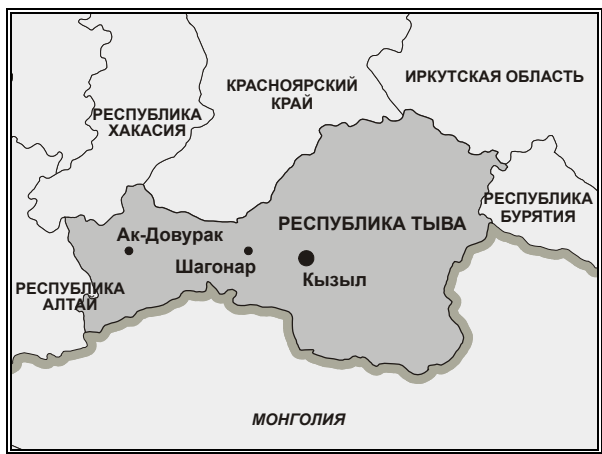 КРАСНОЯРСКИЙ
КРАЙ
ИРКУТСКАЯ ОБЛАСТЬ
РЕСПУБЛИКА
ХАКАСИЯ
РЕСПУБЛИКА
БУРЯТИЯ
РЕСПУБЛИКА ТЫВА
Ак-Довурак
Шагонар
Кызыл
РЕСПУБЛИКА
АЛТАЙ
МОНГОЛИЯ